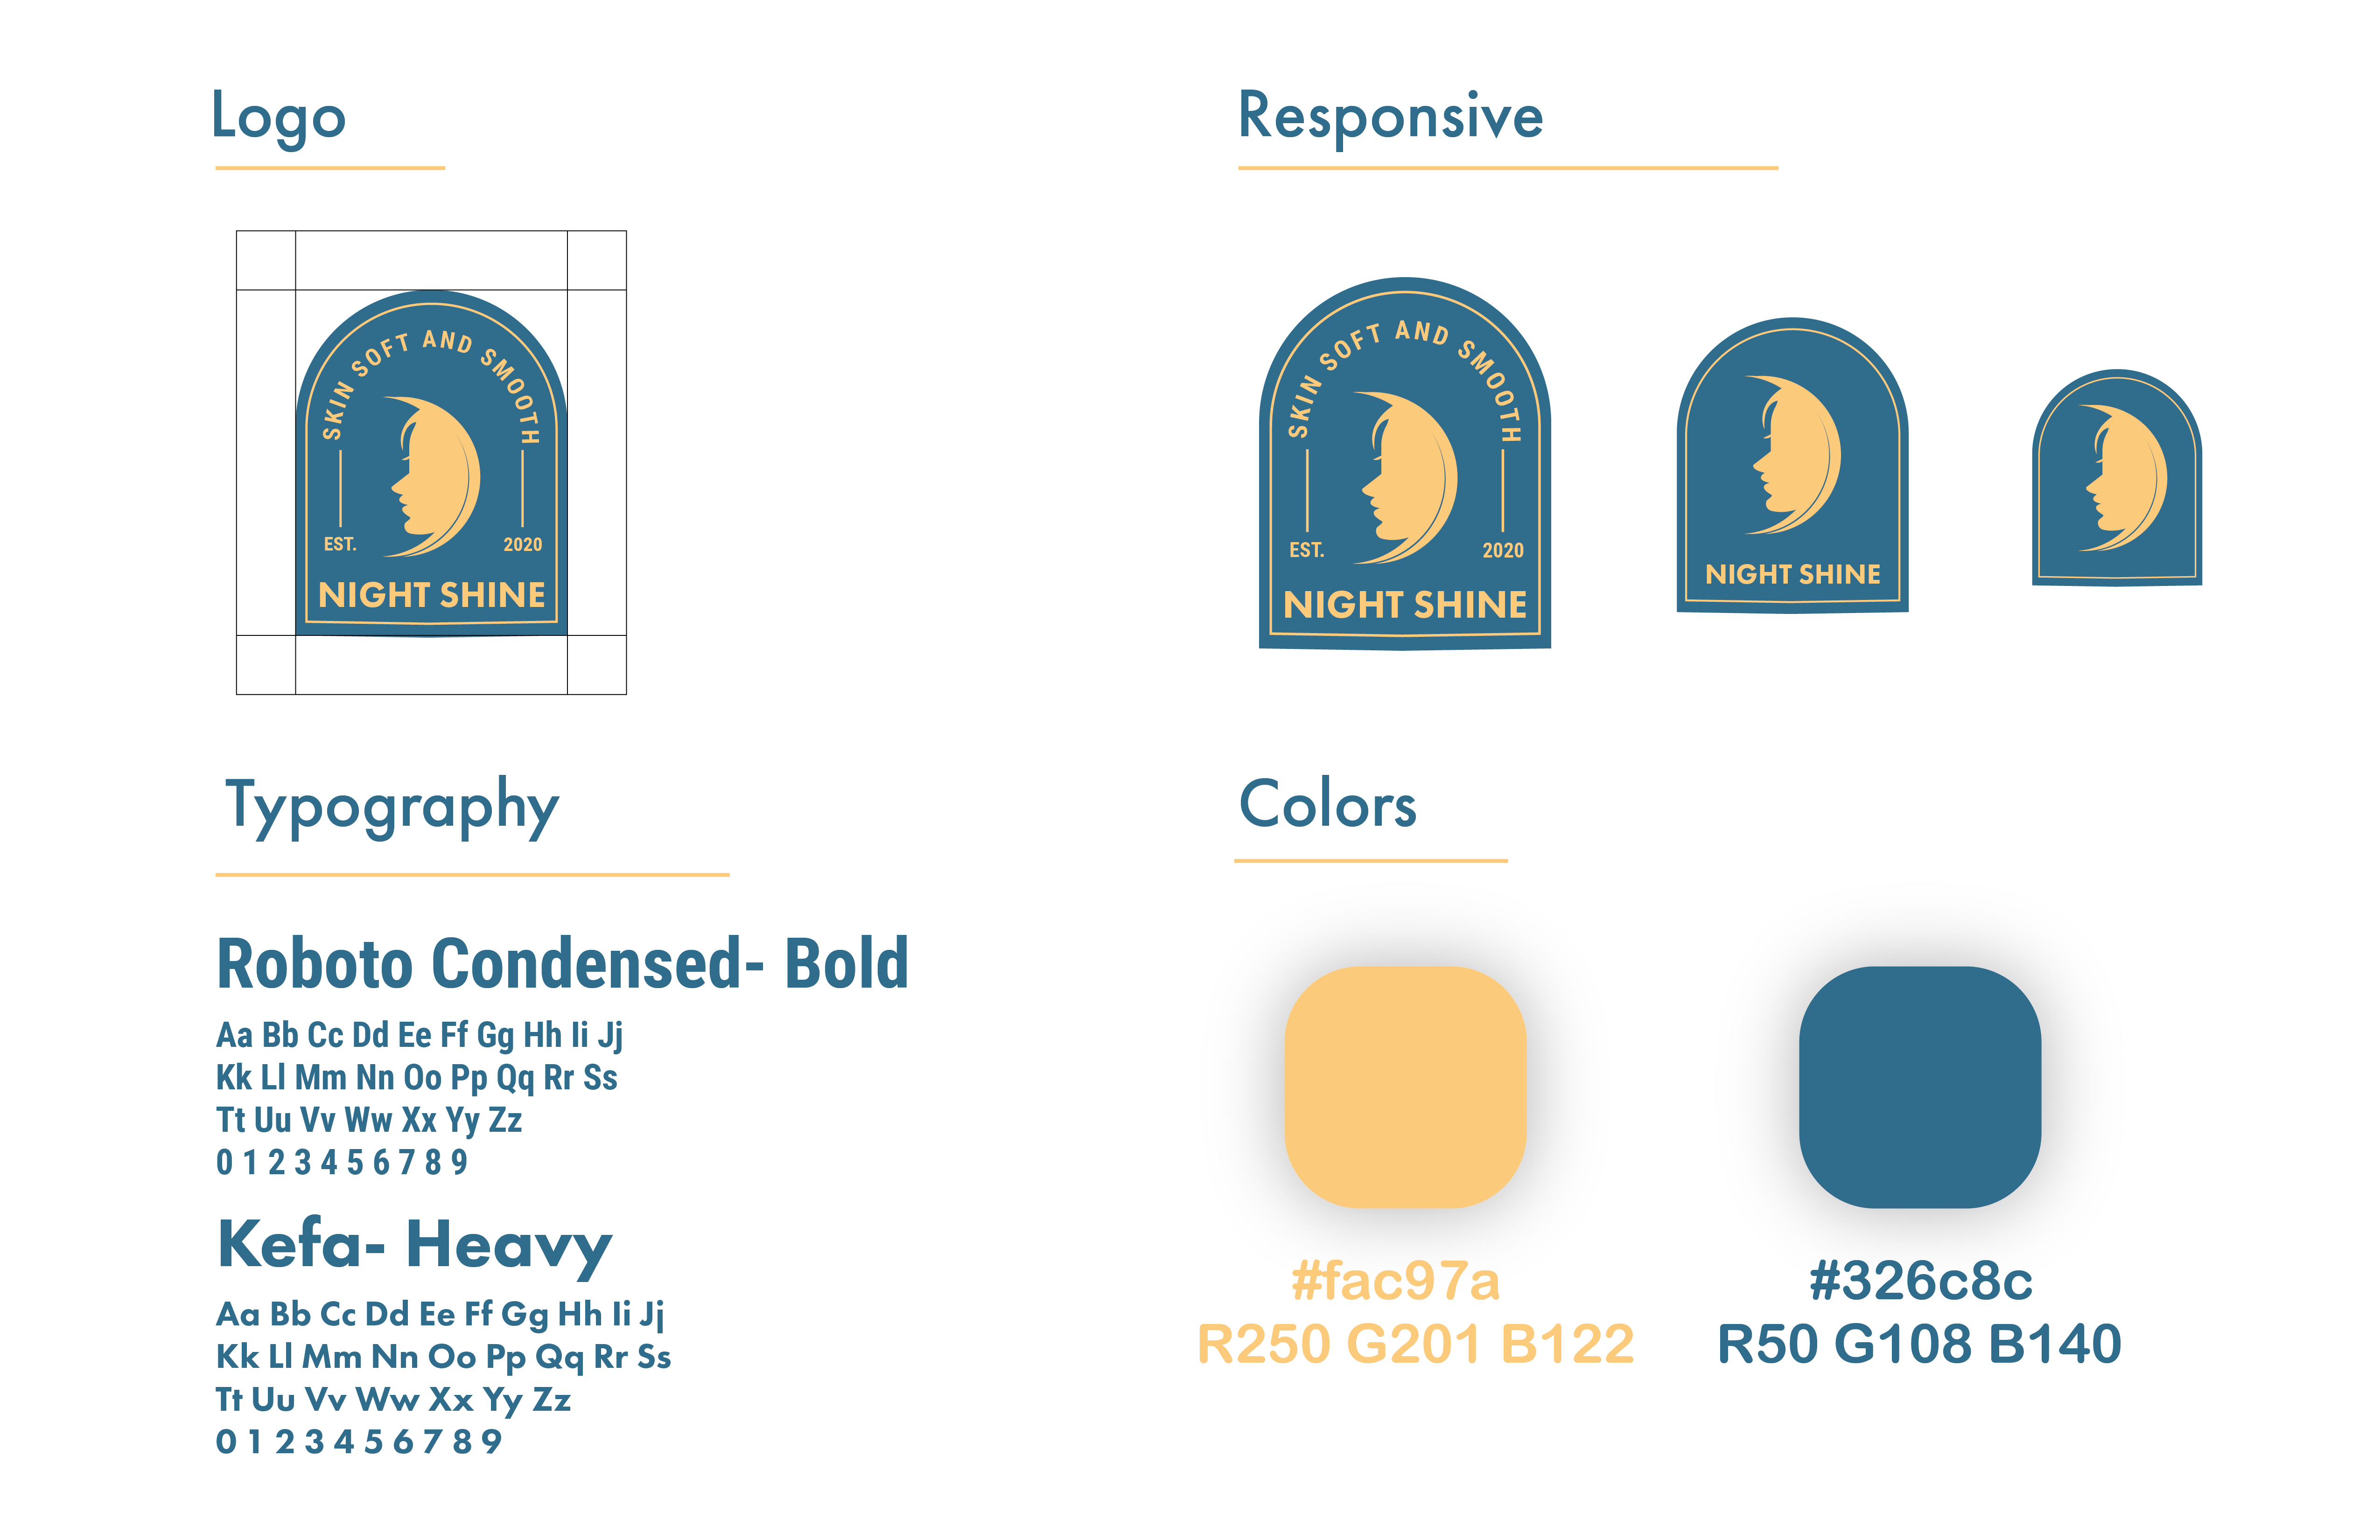 Logo
SKIN SOFT AND SMOOTH
EST.
2020
NIGHT SHINE
Responsive
SKIN SOFT AND SMOOTH
EST.
2020
NIGHT SHINE
NIGHT SHINE
Typography
Roboto Condensed- Bold
Aa Bb Cc Dd Ee Ff Gg Hh Ii Jj
Kk Ll Mm Nn Oo Pp Qq Rr Ss
Tt Uu Vv Ww Xx Yy Zz
0 1 2 3 4 5 6 7 8 9
Kefa- Heavy
Aa Bb Cc Dd Ee Ff Gg Hh Ii Jj
Kk Ll Mm Nn Oo Pp Qq Rr Ss
Tt Uu Vv Ww Xx Yy Zz
0 1 2 3 4 5 6 7 8 9
Colors
#fac97a
R250 G201 B122
#326c8c
R50 G108 B140